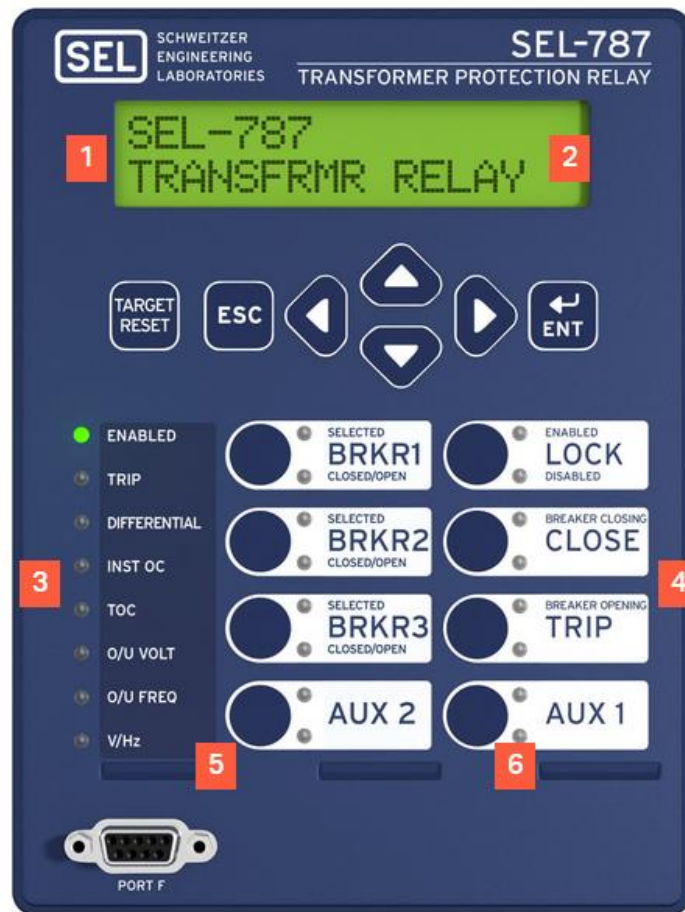 SEL
SCHWEITZER
ENGINEERING
LABORATORIES
SEL-787
TRANSFORMER PROTECTION RELAY
1
SEL-787
TRANSFRMR RELAY
2
TARGET
RESET
ESC
ENT
ENABLED
TRIP
DIFFERENTIAL
INST OC
TOC
O/U VOLT
O/U FREQ
V/Hz
3
SELECTED
BRKR1
CLOSED/OPEN
SELECTED
BRKR2
CLOSED/OPEN
SELECTED
BRKR3
CLOSED/OPEN
AUX 2
ENABLED
LOCK
DISABLED
BREAKER CLOSING
CLOSE
BREAKER OPENING
TRIP
AUX 1
4
5
6
PORT F